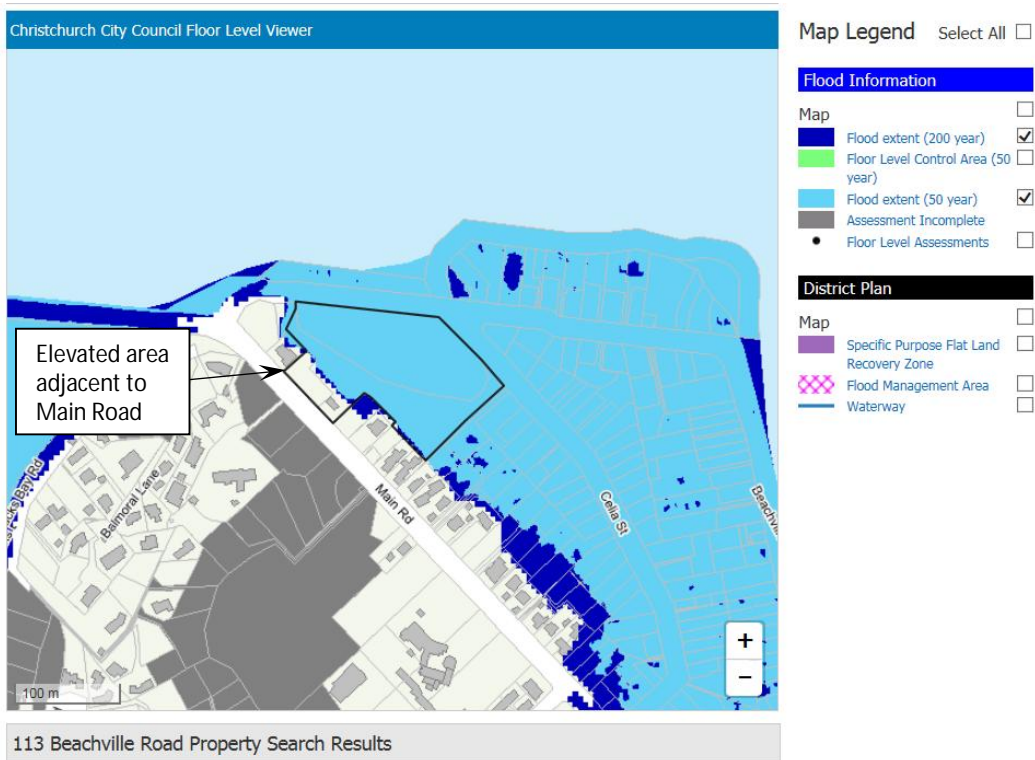 Christchurch City Council Floor Level Viewer
Map Legend Select All
Flood Information
Map
Flood extent (200 year)
Floor Level Control Area (50
year)
Flood extent (50 year)
Assessment Incomplete
Floor Level Assessments
District Plan
Map
Specific Purpose Flat Land
Recovery Zone
Flood Management Area
Waterway
Elevated area
adjacent to
Main Road
Balmoral Lane
Main Rd
Celia St
+
−
100 m
113 Beachville Road Property Search Results